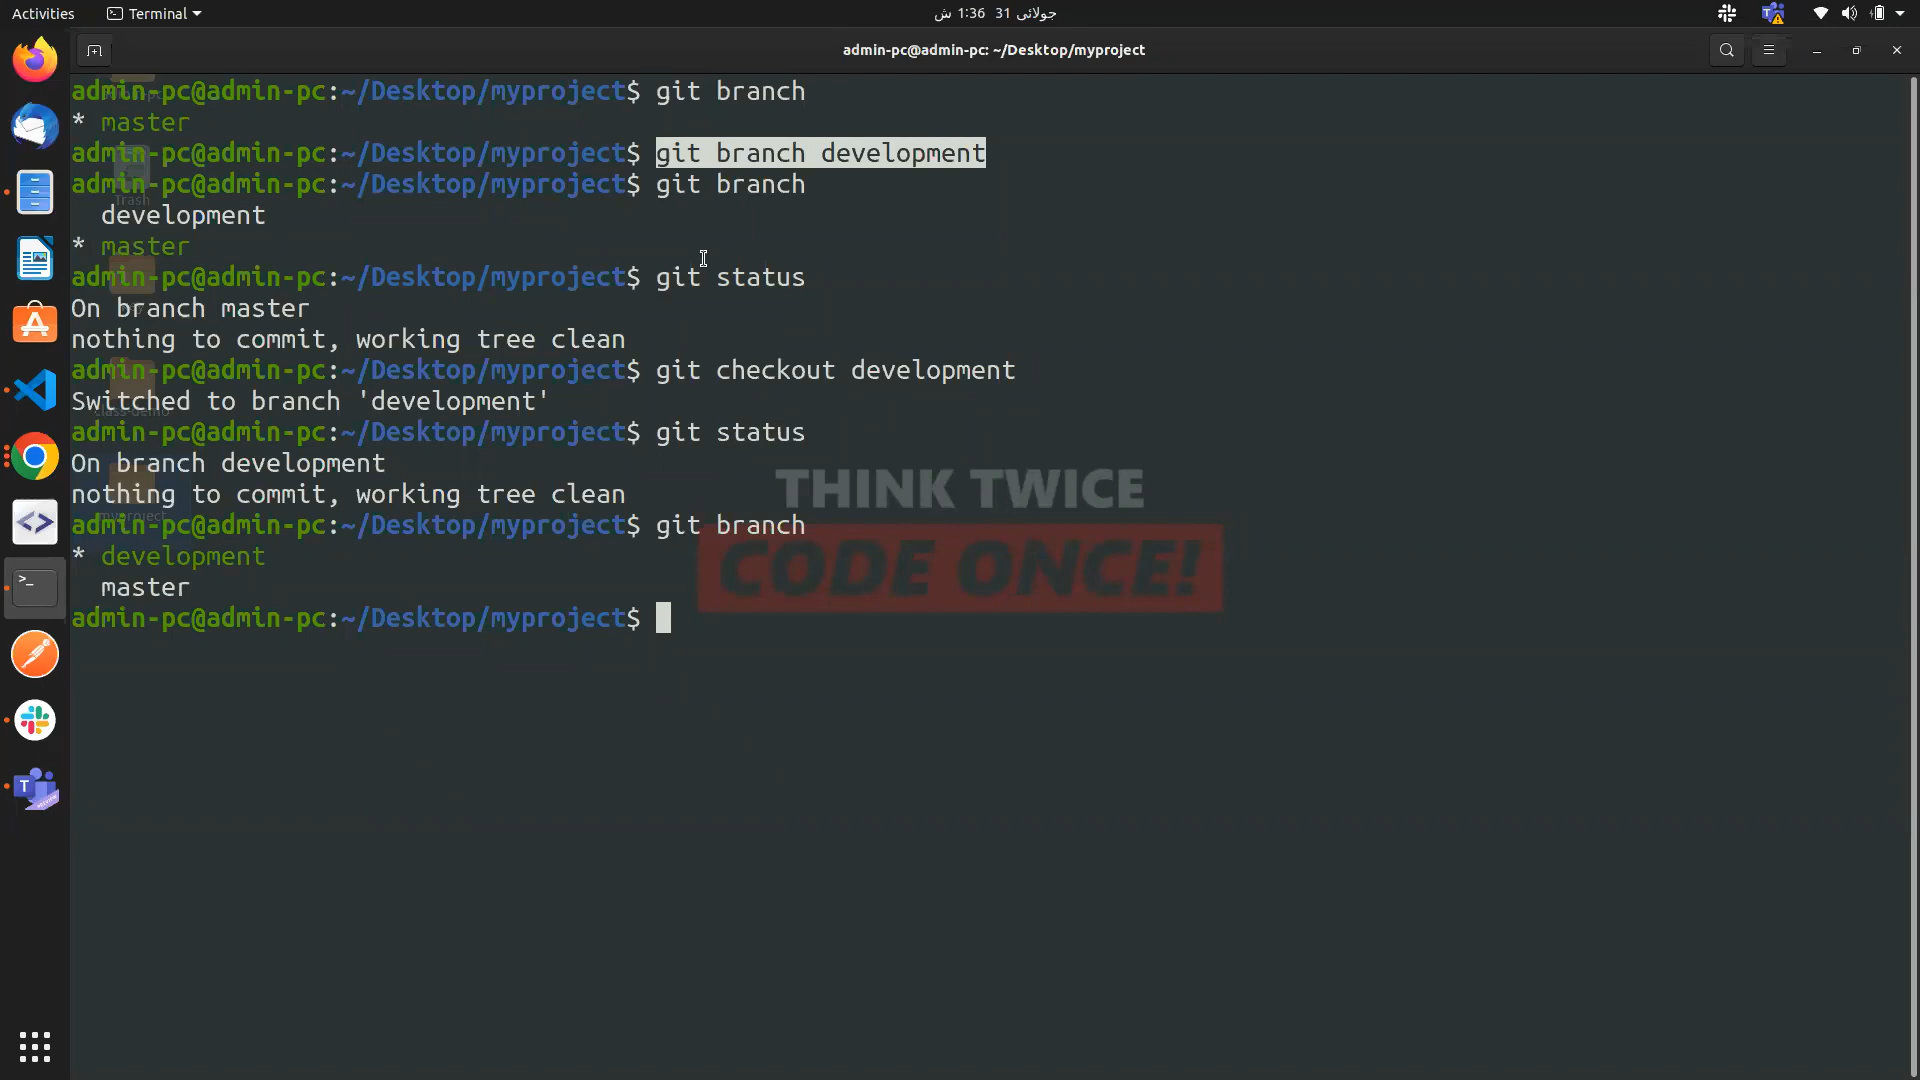 Activities
Terminal
جولائی 31 1:36 ش
admin-pc@admin-pc: ~/Desktop/myproject
admin-pc@admin-pc:~/Desktop/myproject$ git branch
* master
admin-pc@admin-pc:~/Desktop/myproject$ git branch development
admin-pc@admin-pc:~/Desktop/myproject$ git branch
Trash
development
* master
admin-pc@admin-pc:~/Desktop/myproject$ git status
On branch master
nothing to commit, working tree clean
admin-pc@admin-pc:~/Desktop/myproject$ git checkout development
Switched to branch 'development'
class-demo
admin-pc@admin-pc:~/Desktop/myproject$ git status
On branch development
nothing to commit, working tree clean
myproject
admin-pc@admin-pc:~/Desktop/myproject$ git branch
* development
master
admin-pc@admin-pc:~/Desktop/myproject$
THINK TWICE
CODE ONCE!